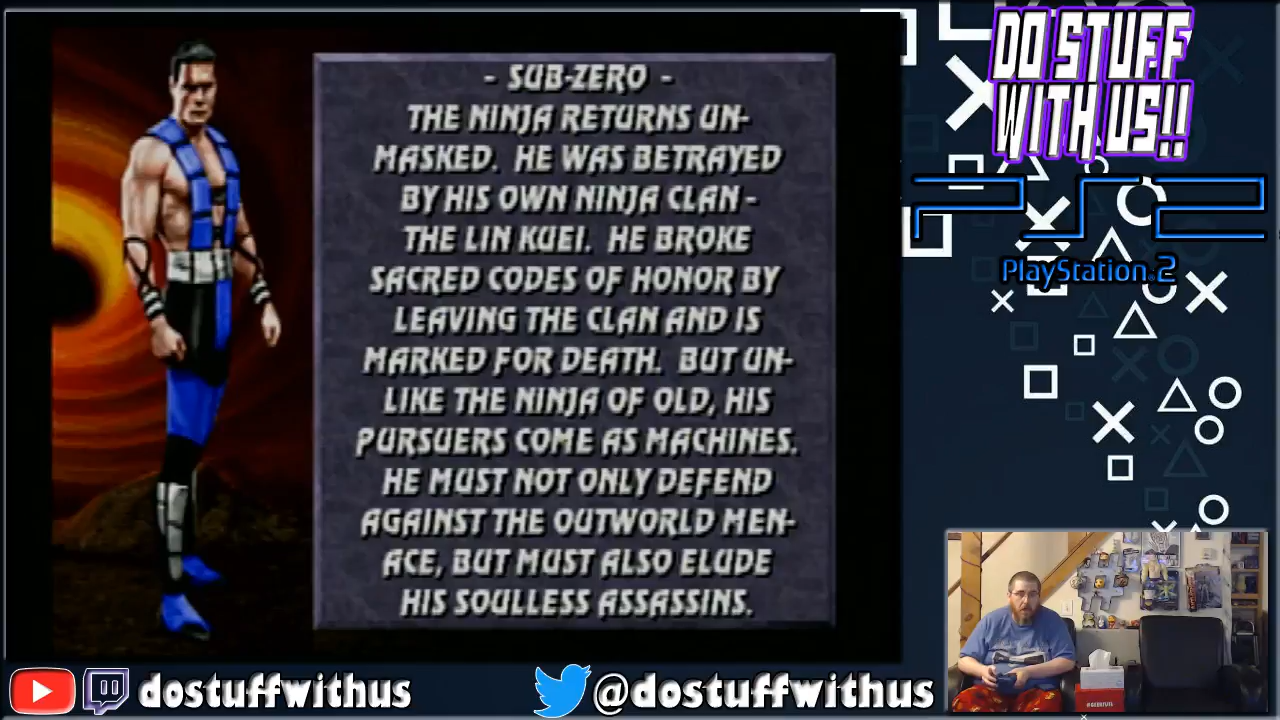 - SUB-ZERO -
THE NINJA RETURNS UN-
MASKED. HE WAS BETRAYED
BY HIS OWN NINJA CLAN -
THE LIN KUEI. HE BROKE
SACRED CODES OF HONOR BY
LEAVING THE CLAN AND IS
MARKED FOR DEATH. BUT UN-
LIKE THE NINJA OF OLD, HIS
PURSUERS COME AS MACHINES.
HE MUST NOT ONLY DEFEND
AGAINST THE OUTWORLD MEN-
ACE, BUT MUST ALSO ELUDE
HIS SOULLESS ASSASSINS.
DO STUFF
WITH US!!
PS2
PlayStation 2
dostuffwithus
@dostuffwithus